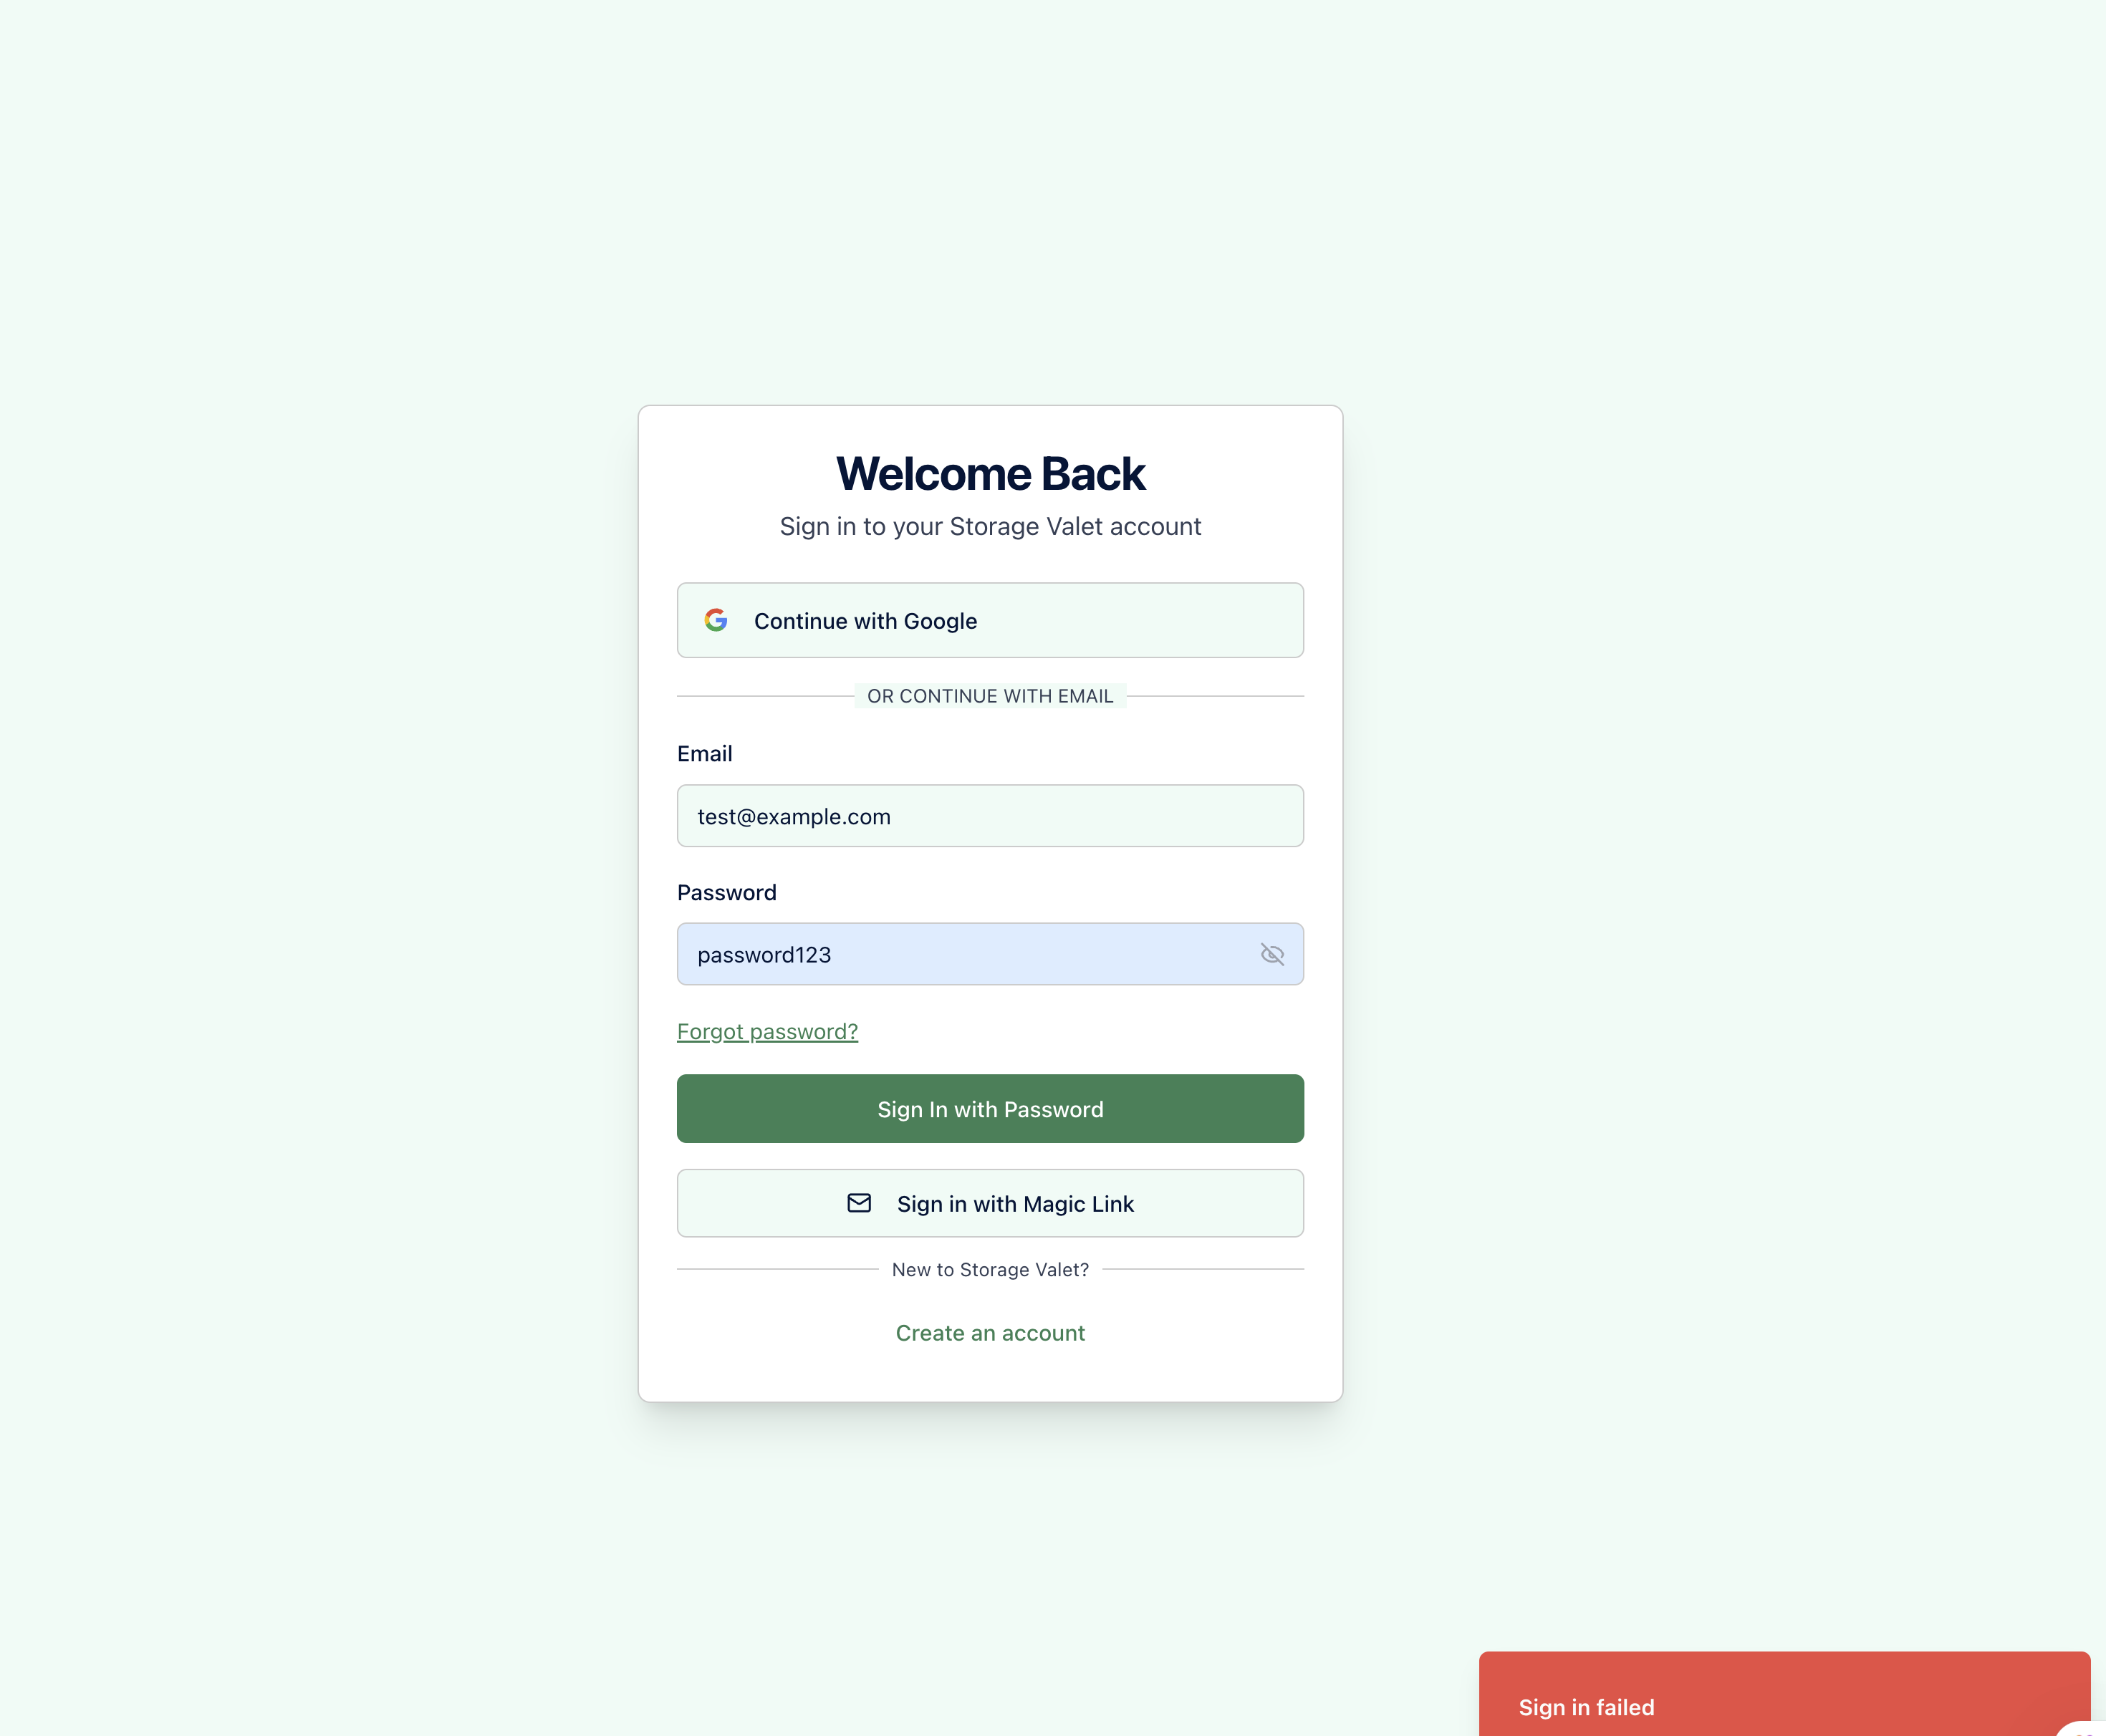 Welcome Back
Sign in to your Storage Valet account
Continue with Google
OR CONTINUE WITH EMAIL
Email
test@example.com
Password
password123
Forgot password?
Sign In with Password
Sign in with Magic Link
New to Storage Valet?
Create an account
Sign in failed